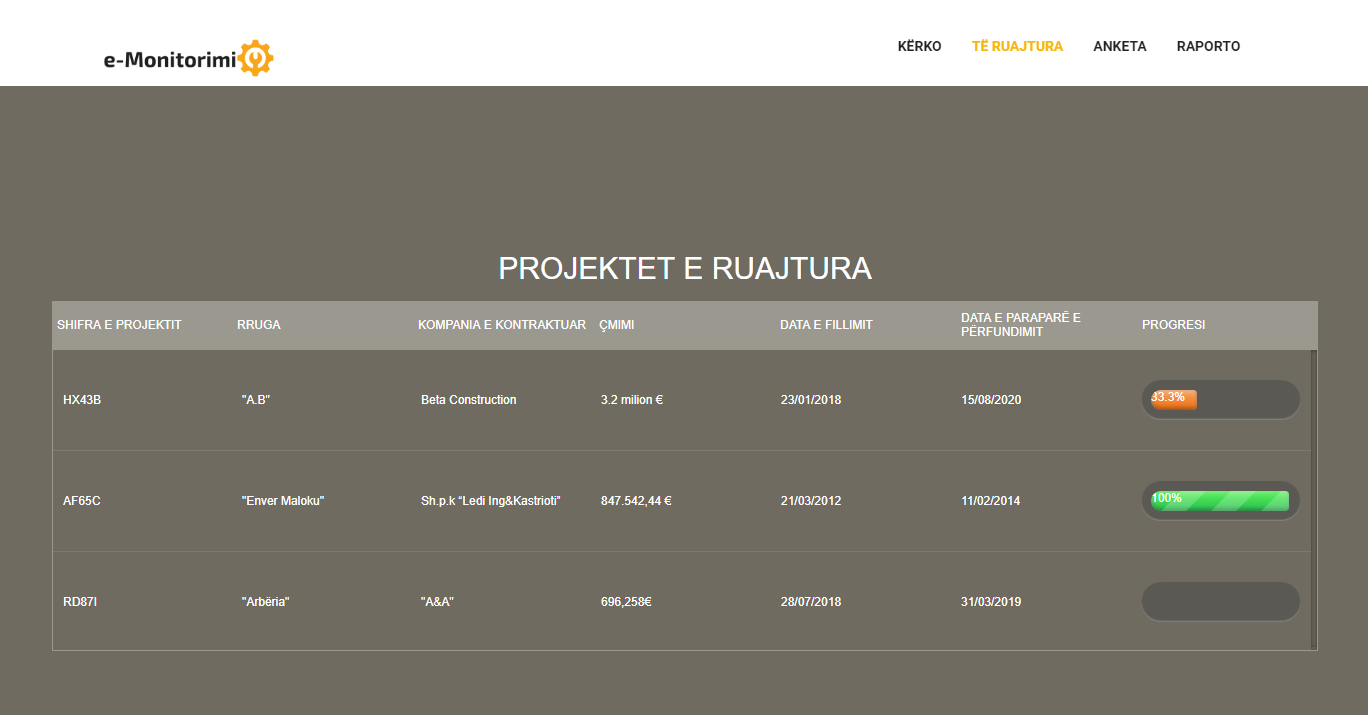 e-Monitorimi
KËRKO TË RUAJTURA ANKETA RAPORTO
PROJEKTET E RUAJTURA
SHIFRA E PROJEKTIT RRUGA KOMPANIA E KONTRAKTUAR ÇMIMI DATA E FILLIMIT DATA E PARAPARË E PËRFUNDIMIT PROGRESI
HX43B "A.B" Beta Construction 3.2 milion € 23/01/2018 15/08/2020 33.3%
AF65C "Enver Maloku" Sh.p.k “Ledi Ing&Kastrioti” 847.542,44 € 21/03/2012 11/02/2014 100%
RD87I "Arbëria" "A&A" 696,258€ 28/07/2018 31/03/2019